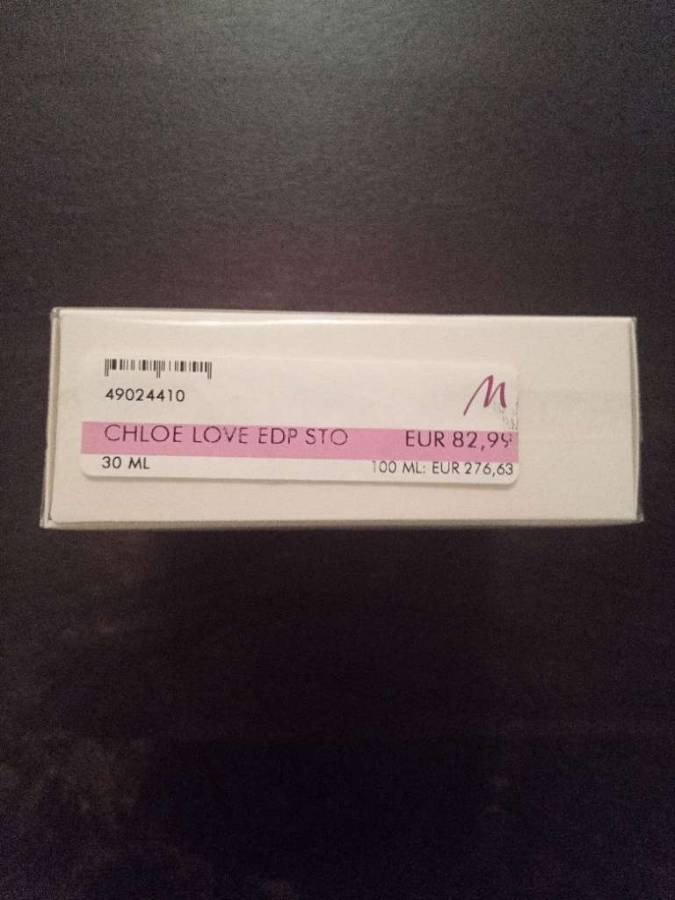 49024410
M
CHLOE LOVE EDP STO EUR 82,99
30 ML 100 ML: EUR 276,63